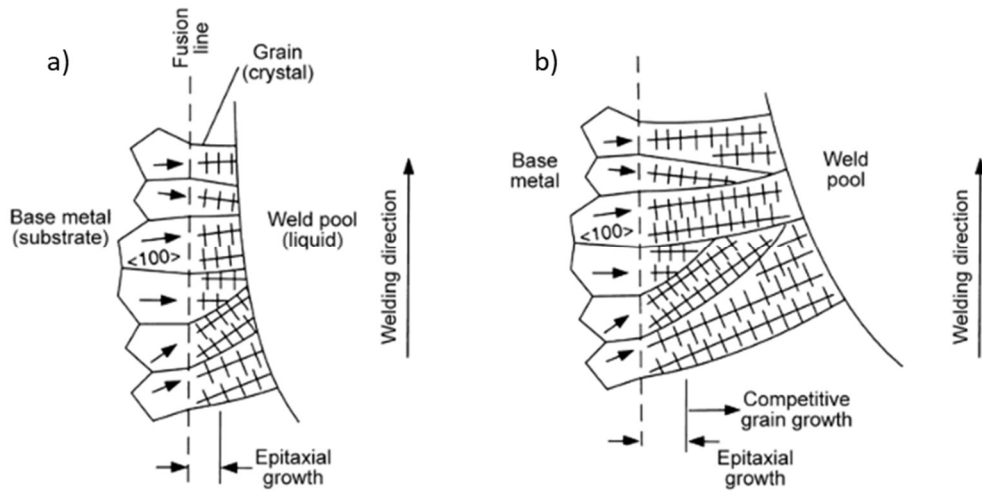 a)
Fusion
line
Grain
(crystal)
Base metal
(substrate)
<100>
Weld pool
(liquid)
Welding direction
Epitaxial
growth
b)
Base
metal
<100>
Weld
pool
Welding direction
Competitive
grain growth
Epitaxial
growth